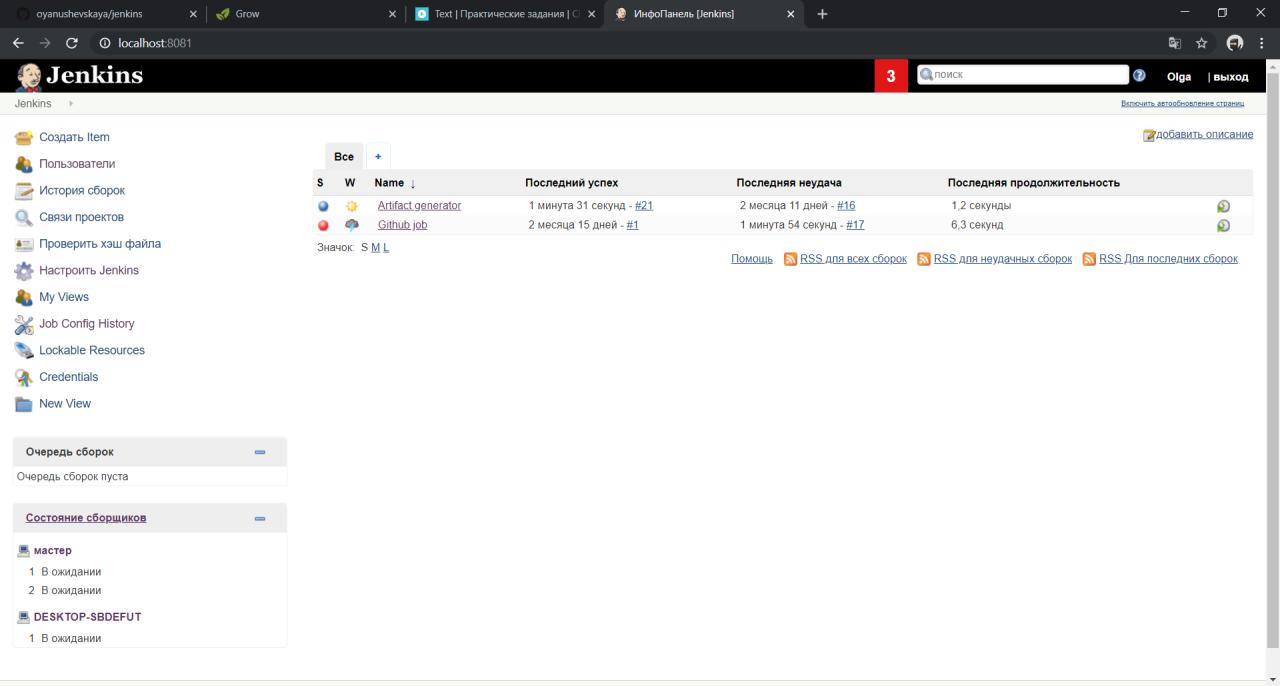 oyanushevskaya/jenkins
Grow
Text | Практические задания |
ИнфоПанель [Jenkins]
localhost:8081
Jenkins
3
поиск
Olga
| выход
Jenkins
Включить автообновление страниц
Создать Item
Пользователи
История сборок
Связи проектов
Проверить хэш файла
Настроить Jenkins
My Views
Job Config History
Lockable Resources
Credentials
New View
добавить описание
Все +
S W Name ↓ Последний успех Последняя неудача Последняя продолжительность
Artifact generator 1 минута 31 секунд - #21 2 месяца 11 дней - #16 1,2 секунды
Github job 2 месяца 15 дней - #1 1 минута 54 секунд - #17 6,3 секунд
Значок: S M L
Помощь RSS для всех сборок RSS для неудачных сборок RSS Для последних сборок
Очередь сборок
Очередь сборок пуста
Состояние сборщиков
мастер
1 В ожидании
2 В ожидании
DESKTOP-SBDEFUT
1 В ожидании